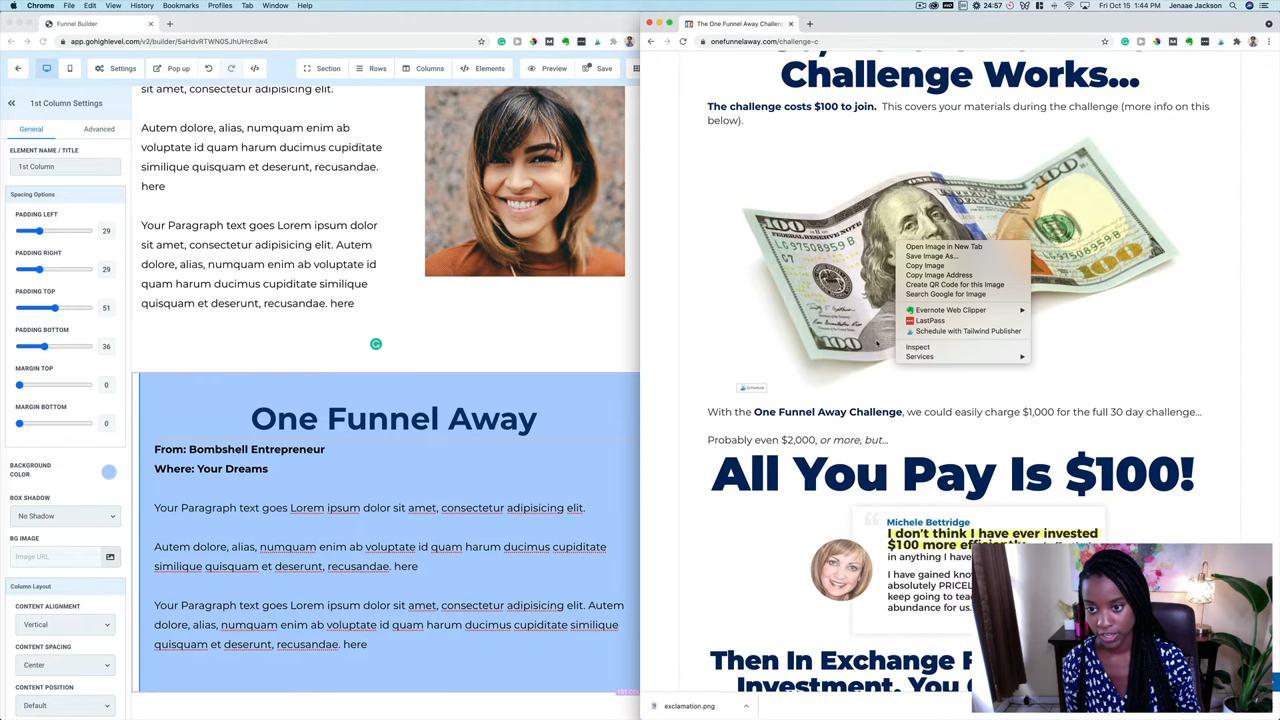 Chrome File Edit View History Bookmarks Profiles Tab Window Help
24:57 Fri Oct 15 1:44 PM Jenaae Jackson
Funnel Builder
Settings Pop up Section Rows Columns Elements Preview Save
1st Column Settings
General Advanced
ELEMENT NAME / TITLE
1st Column
Spacing Options
PADDING LEFT
29
PADDING RIGHT
29
PADDING TOP
51
PADDING BOTTOM
36
MARGIN TOP
0
MARGIN BOTTOM
0
BACKGROUND
COLOR
BOX SHADOW
No Shadow
BG IMAGE
Image URL
Column Layout
CONTENT ALIGNMENT
Vertical
CONTENT SPACING
Center
CONTENT POSITION
Default
sit amet, consectetur adipisicing elit.
Autem dolore, alias, numquam enim ab
voluptate id quam harum ducimus cupiditate
similique quisquam et deserunt, recusandae.
here
Your Paragraph text goes Lorem ipsum dolor
sit amet, consectetur adipisicing elit. Autem
dolore, alias, numquam enim ab voluptate id
quam harum ducimus cupiditate similique
quisquam et deserunt, recusandae. here
One Funnel Away
From: Bombshell Entrepreneur
Where: Your Dreams
Your Paragraph text goes Lorem ipsum dolor sit amet, consectetur adipisicing elit.
Autem dolore, alias, numquam enim ab voluptate id quam harum ducimus cupiditate
similique quisquam et deserunt, recusandae. here
Your Paragraph text goes Lorem ipsum dolor sit amet, consectetur adipisicing elit. Autem
dolore, alias, numquam enim ab voluptate id quam harum ducimus cupiditate similique
quisquam et deserunt, recusandae. here
The One Funnel Away Challen
onefunnelaway.com/challenge-c
Challenge Works...
The challenge costs $100 to join. This covers your materials during the challenge (more info on this
below).
100
FEDERAL RESERVE NOTE
LG97508959B
100
Open Image in New Tab
Save Image As...
Copy Image
Copy Image Address
Create QR Code for this Image
Search Google for Image
Evernote Web Clipper
LastPass
Schedule with Tailwind Publisher
Inspect
Services
Schedule
With the One Funnel Away Challenge, we could easily charge $1,000 for the full 30 day challenge...
Probably even $2,000, or more, but...
All You Pay Is $100!
Michele Bettridge
I don't think I have ever invested
$100 more efficiently
in anything I have
I have gained kno
absolutely PRICEL
keep going to tea
abundance for us.
Then In Exchange F
Investment, You
exclamation.png